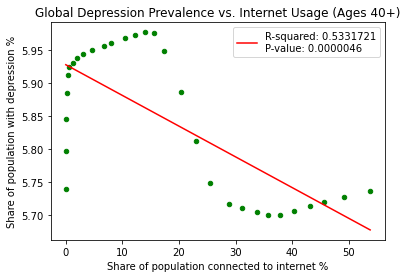 Global Depression Prevalence vs. Internet Usage (Ages 40+)
R-squared: 0.5331721
P-value: 0.0000046
Share of population with depression %
5.95
5.90
5.85
5.80
5.75
5.70
0
10
20
30
40
50
Share of population connected to internet %